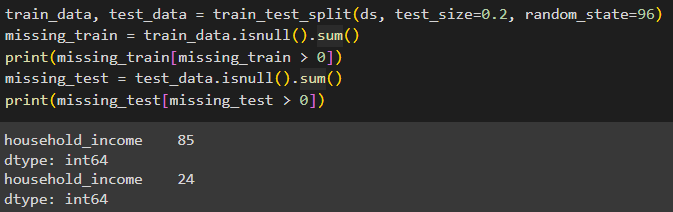 train_data, test_data = train_test_split(ds, test_size=0.2, random_state=96)
missing_train = train_data.isnull().sum()
print(missing_train[missing_train > 0])
missing_test = test_data.isnull().sum()
print(missing_test[missing_test > 0])
household_income    85
dtype: int64
household_income    24
dtype: int64